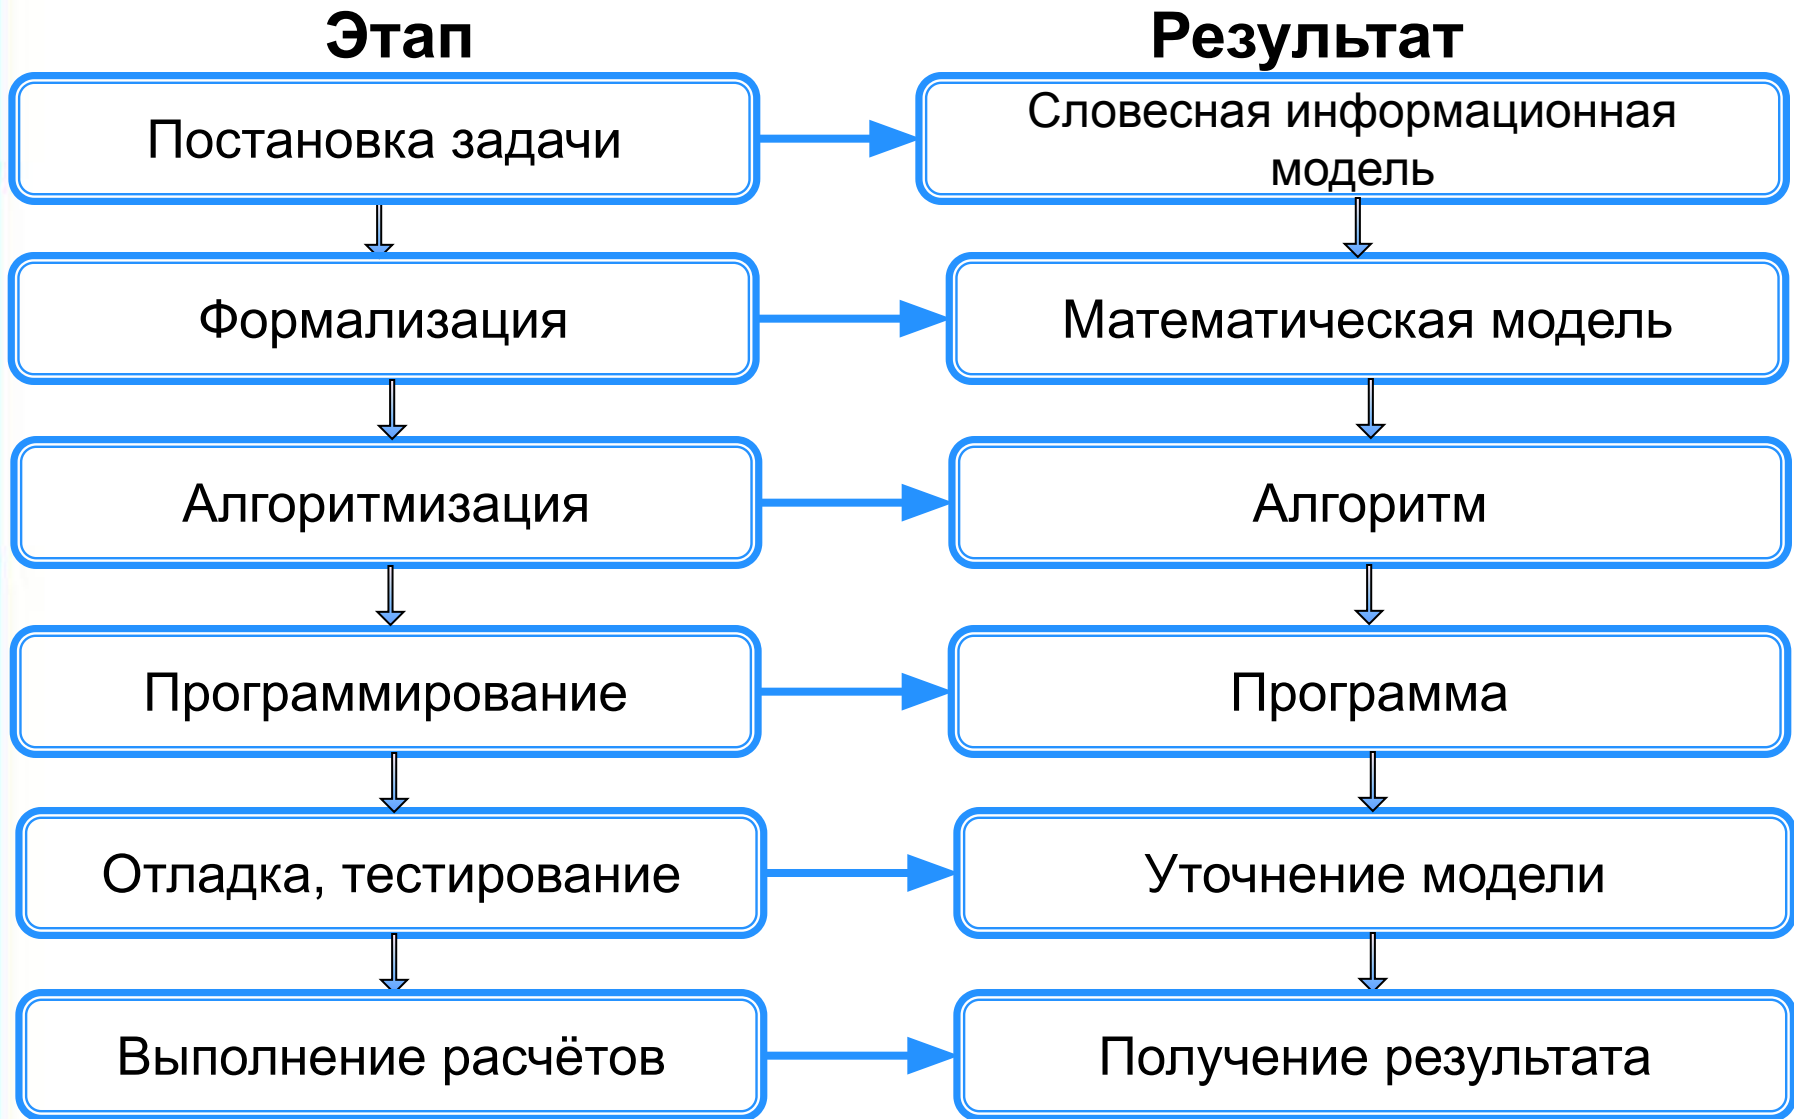 Этап
Результат
Постановка задачи
Словесная информационная
модель
Формализация
Математическая модель
Алгоритмизация
Алгоритм
Программирование
Программа
Отладка, тестирование
Уточнение модели
Выполнение расчётов
Получение результата